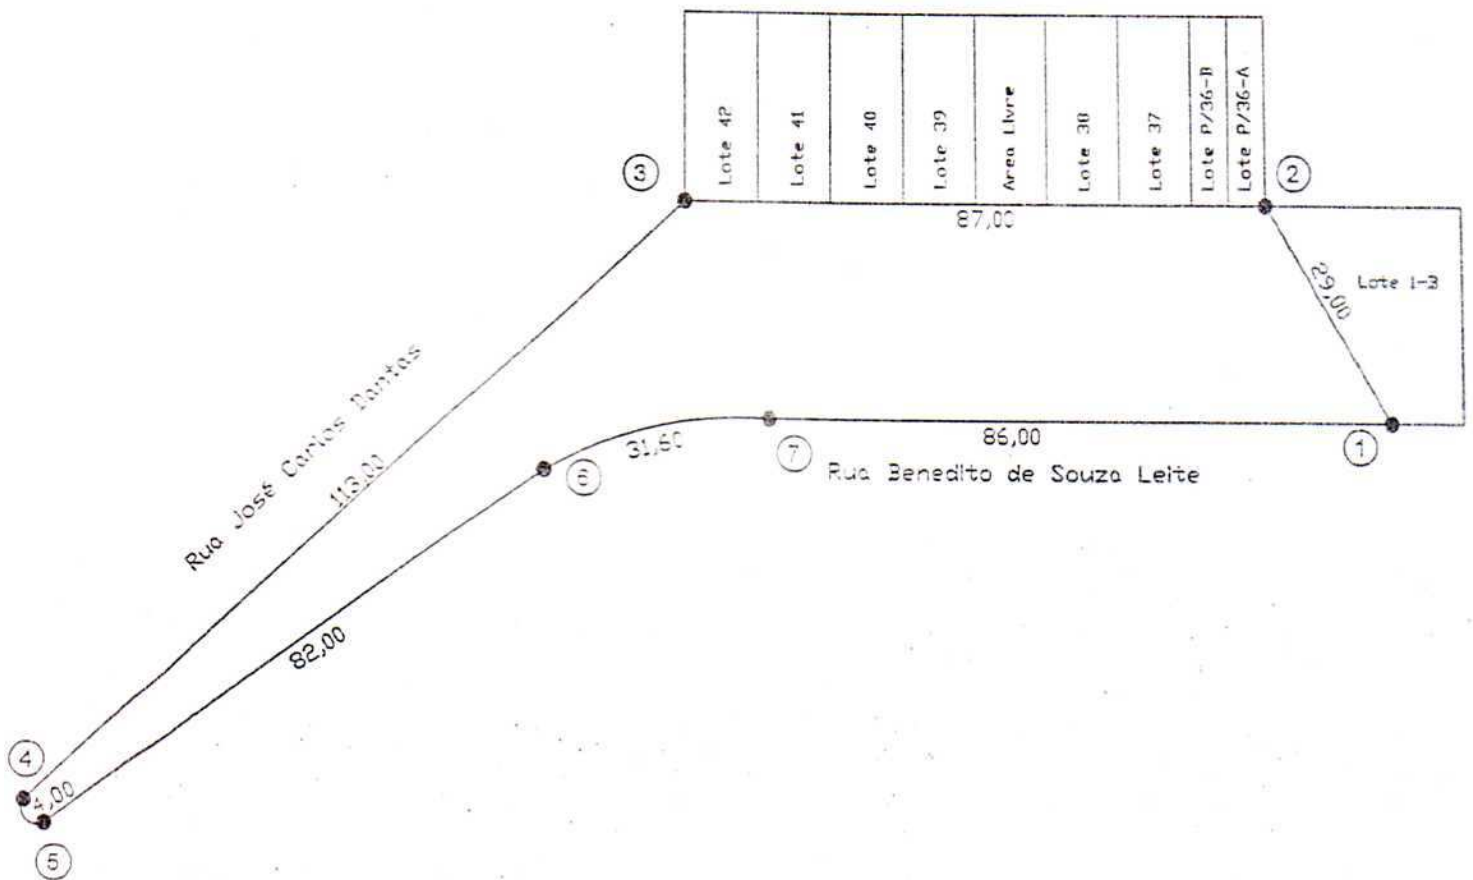 Lote 42
Lote 41
Lote 40
Lote 39
Area Livre
Lote 38
Lote 37
Lote P/36-B
Lote P/36-A
3
2
87,00
29,00
Lote 1-3
Rua José Carlos Dantas
113,00
31,60
7
86,00
1
6
Rua Benedito de Souza Leite
82,00
4
4,00
5